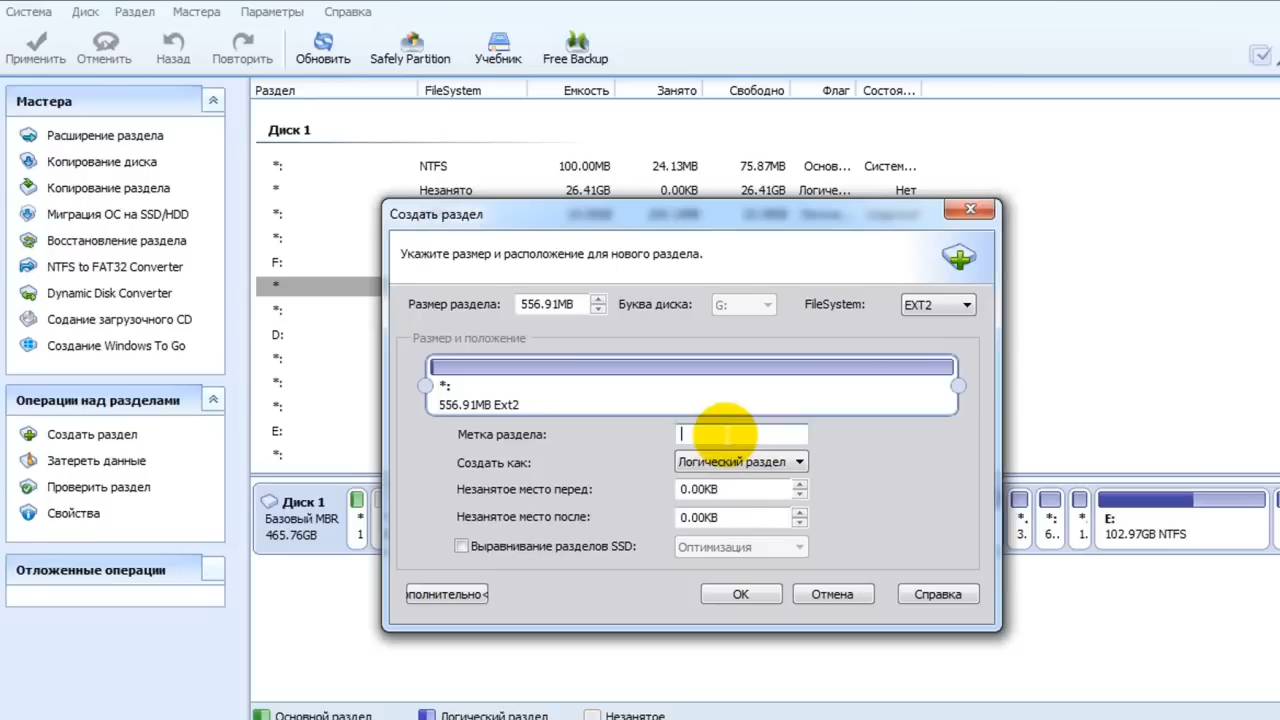 Система Диск Раздел Мастера Параметры Справка
Применить Отменить Назад Повторить Обновить Safely Partition Учебник Free Backup
Мастера
Расширение раздела
Копирование диска
Копирование раздела
Миграция ОС на SSD/HDD
Восстановление раздела
NTFS to FAT32 Converter
Dynamic Disk Converter
Содание загрузочного CD
Создание Windows To Go
Операции над разделами
Создать раздел
Затереть данные
Проверить раздел
Свойства
Отложенные операции
Раздел FileSystem Емкость Занято Свободно Флаг Состоя...
Диск 1
*: NTFS 100.00MB 24.13MB 75.87MB Основ... Систем...
* Незанято 26.41GB 0.00KB 26.41GB Логиче... Нет
*:
*:
F:
*
*:
D:
*:
*:
*:
E:
*:
Создать раздел
Укажите размер и расположение для нового раздела.
Размер раздела: 556.91MB Буква диска: G: FileSystem: EXT2
Размер и положение
*:
556.91MB Ext2
Метка раздела:
Создать как: Логический раздел
Незанятое место перед: 0.00KB
Незанятое место после: 0.00KB
Выравнивание разделов SSD: Оптимизация
ополнительно< OK Отмена Справка
Диск 1
Базовый MBR
465.76GB
*
1
*.
3.
*:
6..
*.
1.
E:
102.97GB NTFS
Основной раздел Логический раздел Незанятое